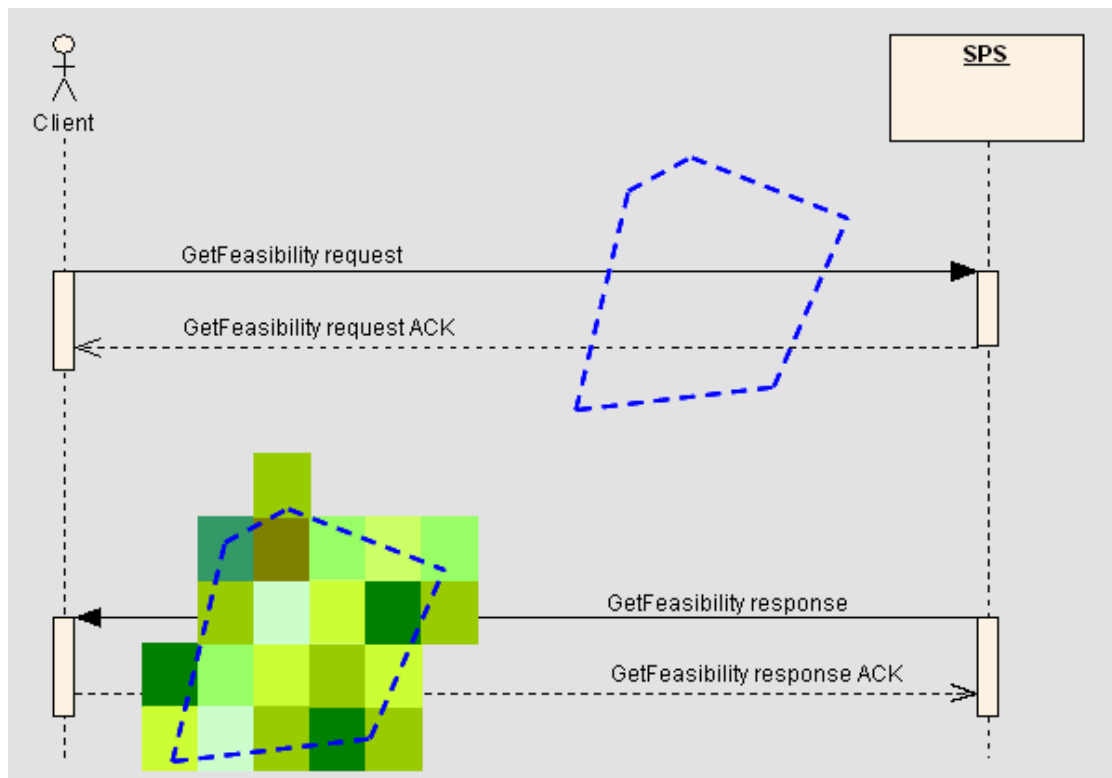 SPS
Client
GetFeasibility request
GetFeasibility request ACK
GetFeasibility response
GetFeasibility response ACK